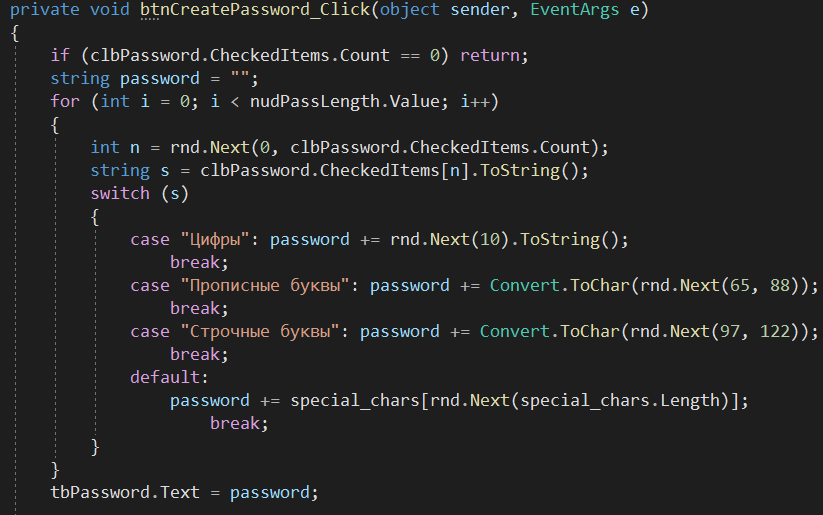 private void btnCreatePassword_Click(object sender, EventArgs e)
{
if (clbPassword.CheckedItems.Count == 0) return;
string password = "";
for (int i = 0; i < nudPassLength.Value; i++)
{
int n = rnd.Next(0, clbPassword.CheckedItems.Count);
string s = clbPassword.CheckedItems[n].ToString();
switch (s)
{
case "Цифры": password += rnd.Next(10).ToString();
break;
case "Прописные буквы": password += Convert.ToChar(rnd.Next(65, 88));
break;
case "Строчные буквы": password += Convert.ToChar(rnd.Next(97, 122));
break;
default:
password += special_chars[rnd.Next(special_chars.Length)];
break;
}
}
tbPassword.Text = password;